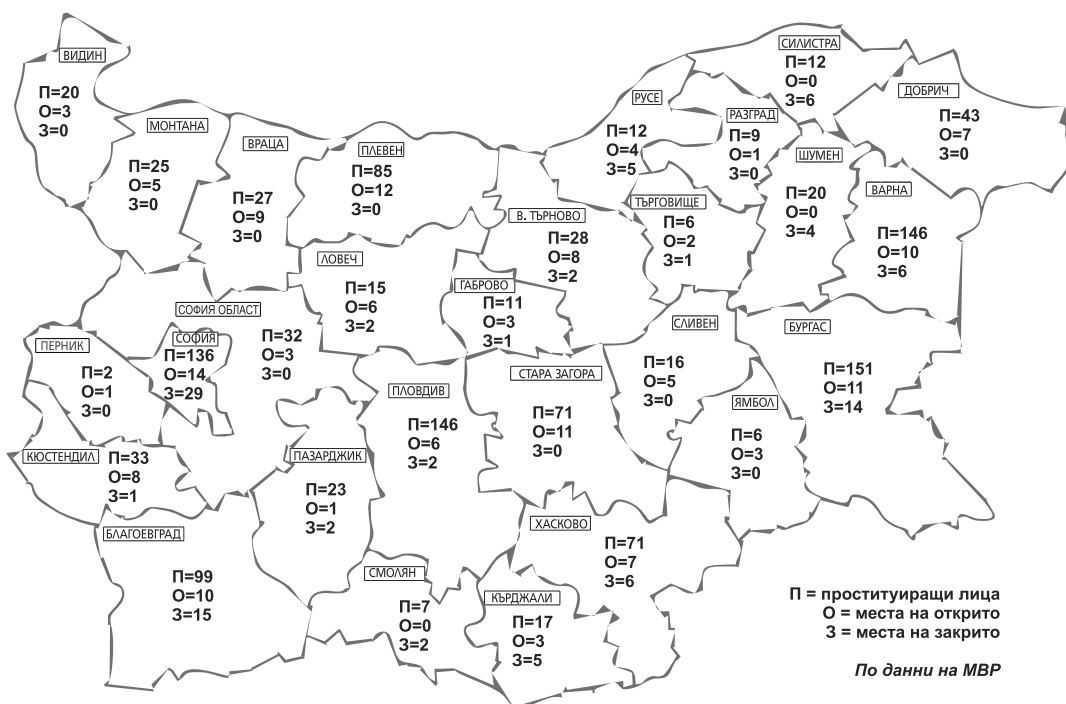 ВИДИН
П=20
О=3
З=0
МОНТАНА
П=25
О=5
З=0
ВРАЦА
П=27
О=9
З=0
ПЛЕВЕН
П=85
О=12
З=0
В. ТЪРНОВО
П=28
О=8
З=2
РУСЕ
П=12
О=4
З=5
РАЗГРАД
П=9
О=1
З=0
СИЛИСТРА
П=12
О=0
З=6
ДОБРИЧ
П=43
О=7
З=0
ШУМЕН
П=20
О=0
З=4
ВАРНА
П=146
О=10
З=6
ТЪРГОВИЩЕ
П=6
О=2
З=1
ЛОВЕЧ
П=15
О=6
З=2
ГАБРОВО
П=11
О=3
З=1
СОФИЯ ОБЛАСТ
П=32
О=3
З=0
СОФИЯ
П=136
О=14
З=29
ПЕРНИК
П=2
О=1
З=0
КЮСТЕНДИЛ
П=33
О=8
З=1
ПЛОВДИВ
П=146
О=6
З=2
СТАРА ЗАГОРА
П=71
О=11
З=0
СЛИВЕН
П=16
О=5
З=0
БУРГАС
П=151
О=11
З=14
ЯМБОЛ
П=6
О=3
З=0
ПАЗАРДЖИК
П=23
О=1
З=2
БЛАГОЕВГРАД
П=99
О=10
З=15
СМОЛЯН
П=7
О=0
З=2
КЪРДЖАЛИ
П=17
О=3
З=5
ХАСКОВО
П=71
О=7
З=6
П = проституиращи лица
О = места на открито
З = места на закрито
По данни на МВР